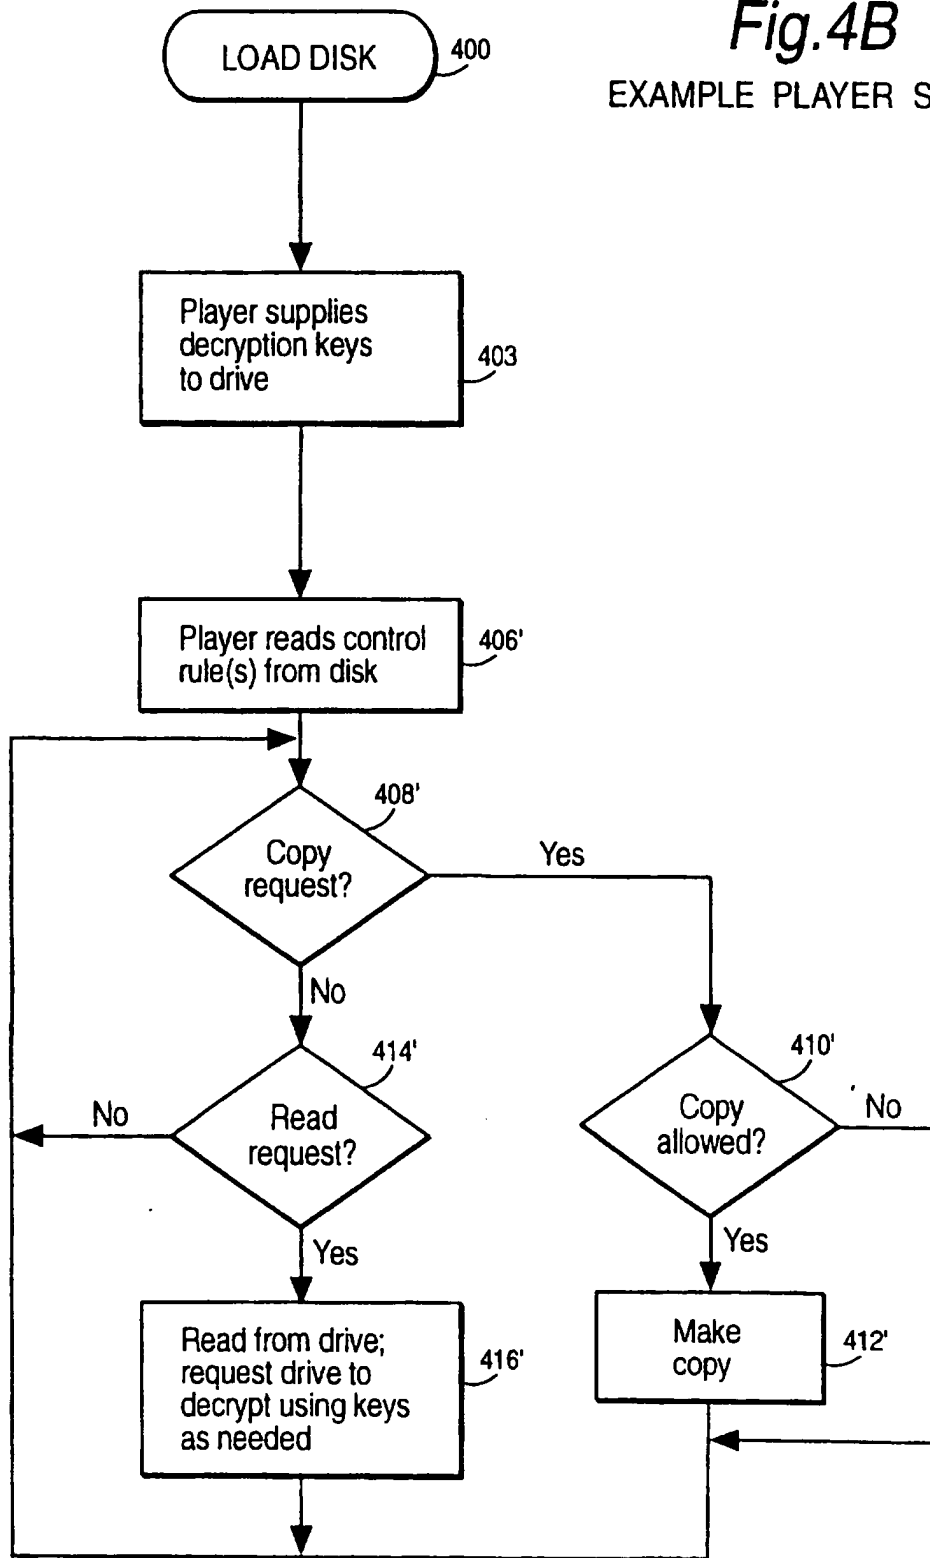 Fig.4B
EXAMPLE PLAYER S
LOAD DISK
400
Player supplies
decryption keys
to drive
403
Player reads control
rule(s) from disk
406'
Copy
request?
408'
Yes
No
Read
request?
414'
No
Yes
Copy
allowed?
410'
No
Yes
Read from drive;
request drive to
decrypt using keys
as needed
416'
Make
copy
412'